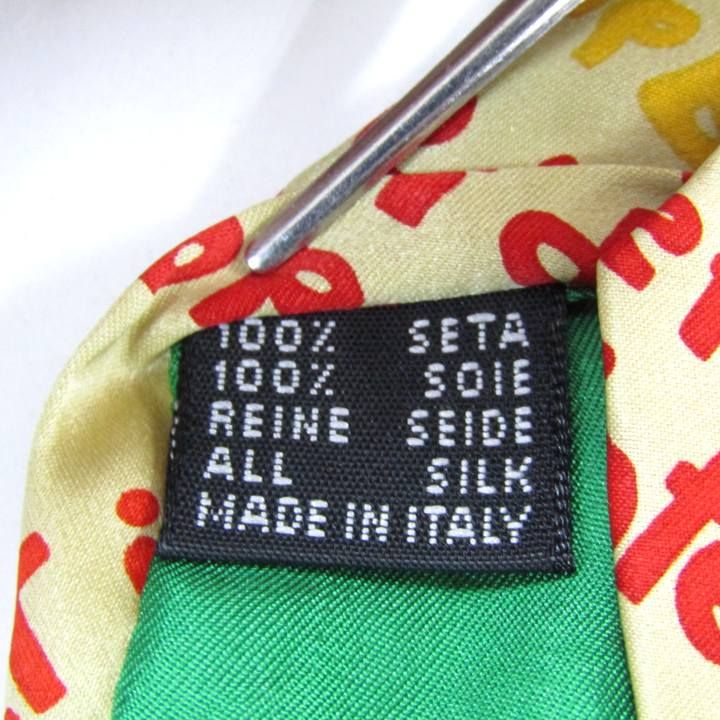 100% SETA
100% SOIE
REINE SEIDE
ALL SILK
MADE IN ITALY